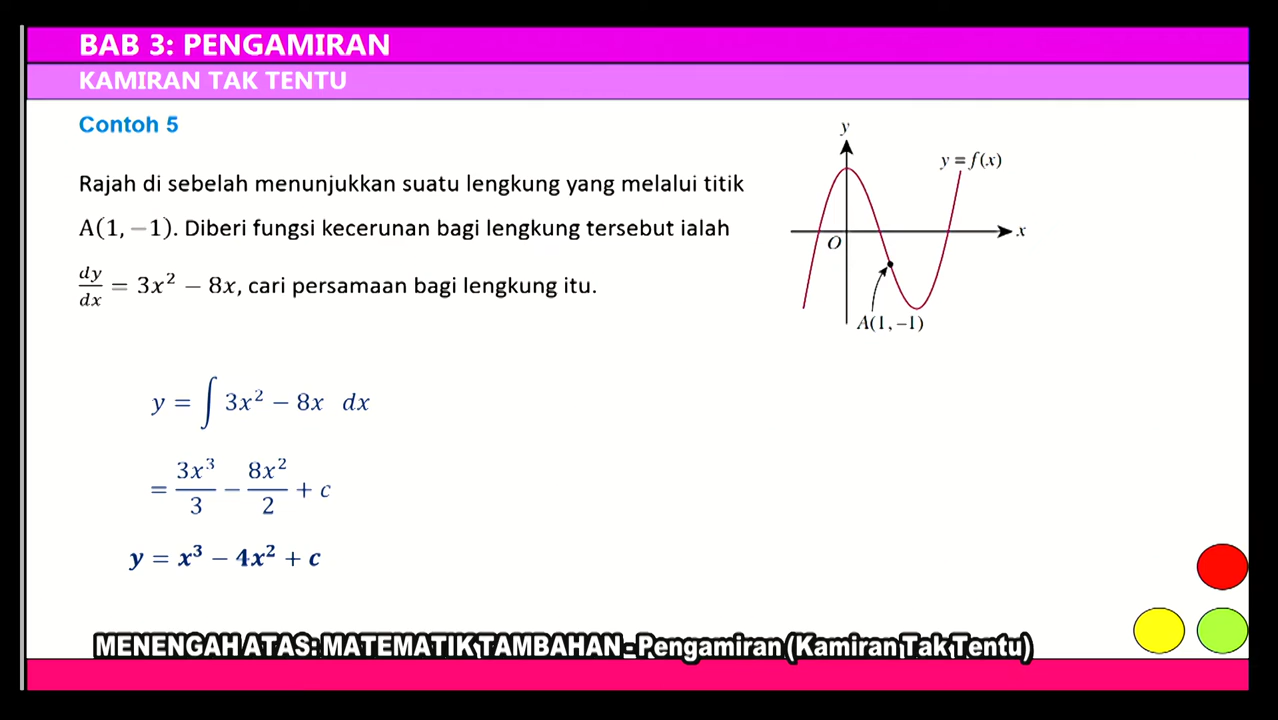 BAB 3: PENGAMIRAN
KAMIRAN TAK TENTU
Contoh 5
Rajah di sebelah menunjukkan suatu lengkung yang melalui titik
A(1, −1). Diberi fungsi kecerunan bagi lengkung tersebut ialah
dy/dx = 3x² − 8x, cari persamaan bagi lengkung itu.
y
y = f(x)
x
O
A(1, −1)
y = ∫ 3x² − 8x dx
= 3x³/3 − 8x²/2 + c
y = x³ − 4x² + c
MENENGAH ATAS: MATEMATIK TAMBAHAN - Pengamiran (Kamiran Tak Tentu)